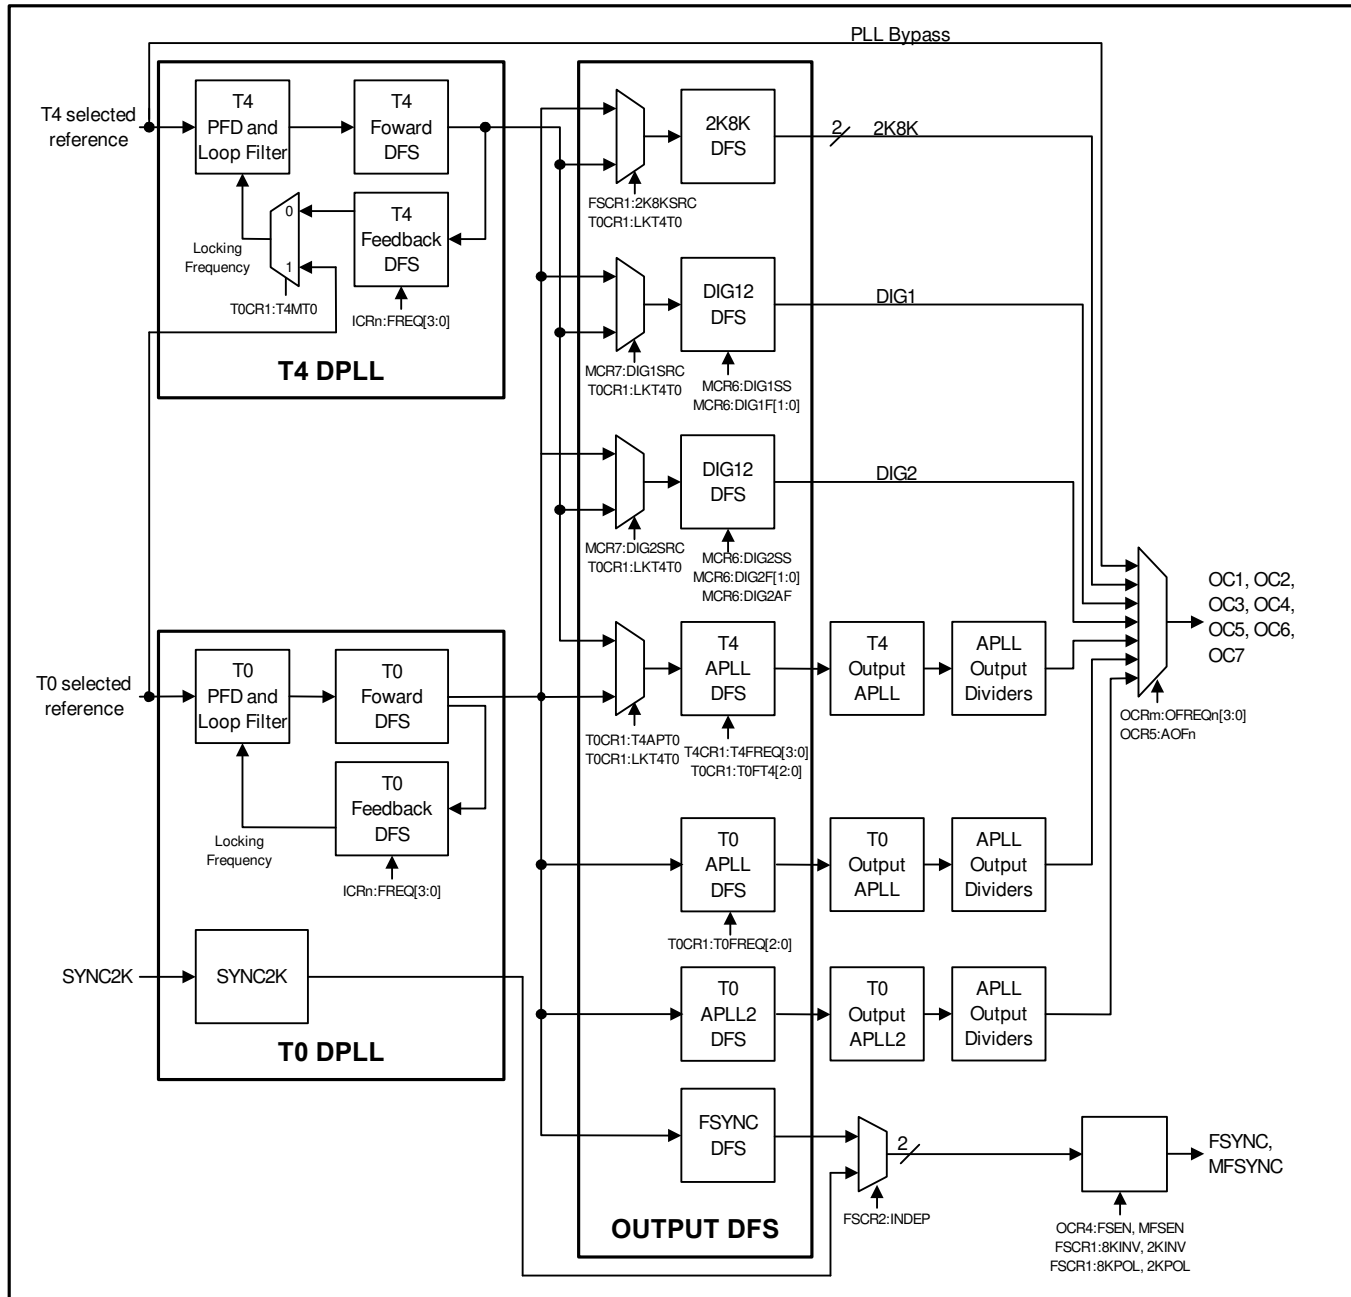 PLL Bypass
T4 selected
reference
T4
PFD and
Loop Filter
T4
Foward
DFS
T4
Feedback
DFS
0
1
Locking
Frequency
T0CR1:T4MT0
ICRn:FREQ[3:0]
T4 DPLL
2K8K
DFS
2
2K8K
FSCR1:2K8KSRC
T0CR1:LKT4T0
DIG12
DFS
DIG1
MCR7:DIG1SRC
T0CR1:LKT4T0
MCR6:DIG1SS
MCR6:DIG1F[1:0]
DIG12
DFS
DIG2
MCR7:DIG2SRC
T0CR1:LKT4T0
MCR6:DIG2SS
MCR6:DIG2F[1:0]
MCR6:DIG2AF
OC1, OC2,
OC3, OC4,
OC5, OC6,
OC7
OCRm:OFREQn[3:0]
OCR5:AOFn
T0 selected
reference
T0
PFD and
Loop Filter
T0
Foward
DFS
T0
Feedback
DFS
Locking
Frequency
ICRn:FREQ[3:0]
T4
APLL
DFS
T4
Output
APLL
APLL
Output
Dividers
T0CR1:T4APT0
T0CR1:LKT4T0
T4CR1:T4FREQ[3:0]
T0CR1:T0FT4[2:0]
T0
APLL
DFS
T0
Output
APLL
APLL
Output
Dividers
T0CR1:T0FREQ[2:0]
SYNC2K
SYNC2K
T0 DPLL
T0
APLL2
DFS
T0
Output
APLL2
APLL
Output
Dividers
FSYNC
DFS
2
FSYNC,
MFSYNC
FSCR2:INDEP
OUTPUT DFS
OCR4:FSEN, MFSEN
FSCR1:8KINV, 2KINV
FSCR1:8KPOL, 2KPOL